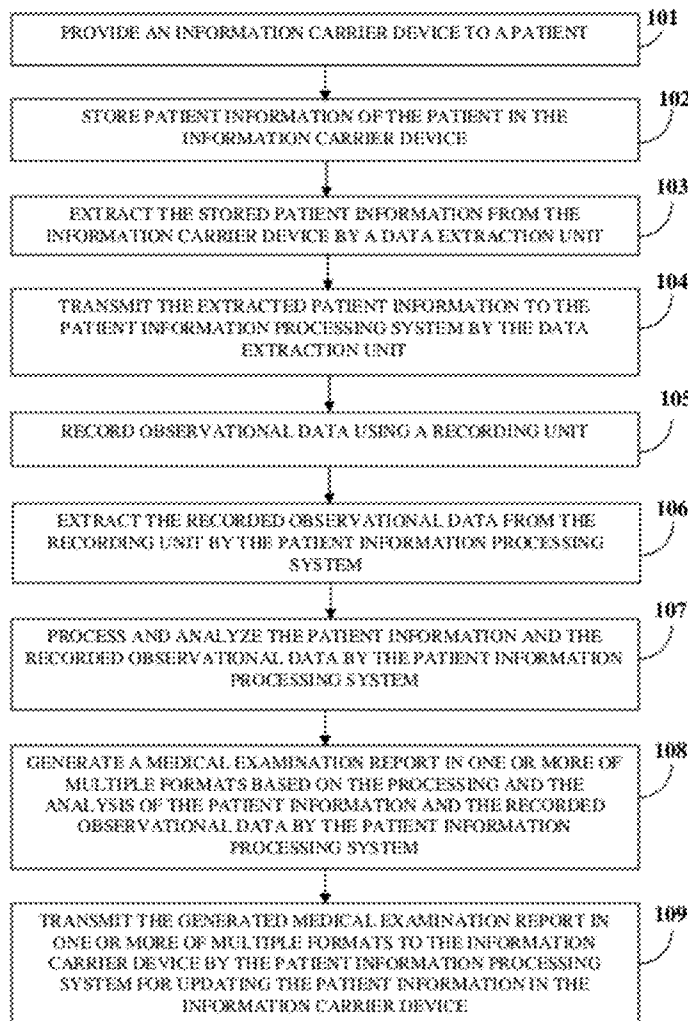 PROVIDE AN INFORMATION CARRIER DEVICE TO A PATIENT
101
STORE PATIENT INFORMATION OF THE PATIENT IN THE
INFORMATION CARRIER DEVICE
102
EXTRACT THE STORED PATIENT INFORMATION FROM THE
INFORMATION CARRIER DEVICE BY A DATA EXTRACTION UNIT
103
TRANSMIT THE EXTRACTED PATIENT INFORMATION TO THE
PATIENT INFORMATION PROCESSING SYSTEM BY THE DATA
EXTRACTION UNIT
104
RECORD OBSERVATIONAL DATA USING A RECORDING UNIT
105
EXTRACT THE RECORDED OBSERVATIONAL DATA FROM THE
RECORDING UNIT BY THE PATIENT INFORMATION PROCESSING
SYSTEM
106
PROCESS AND ANALYZE THE PATIENT INFORMATION AND THE
RECORDED OBSERVATIONAL DATA BY THE PATIENT INFORMATION
PROCESSING SYSTEM
107
GENERATE A MEDICAL EXAMINATION REPORT IN ONE OR MORE OF
MULTIPLE FORMATS BASED ON THE PROCESSING AND THE
ANALYSIS OF THE PATIENT INFORMATION AND THE RECORDED
OBSERVATIONAL DATA BY THE PATIENT INFORMATION
PROCESSING SYSTEM
108
TRANSMIT THE GENERATED MEDICAL EXAMINATION REPORT IN
ONE OR MORE OF MULTIPLE FORMATS TO THE INFORMATION
CARRIER DEVICE BY THE PATIENT INFORMATION PROCESSING
SYSTEM FOR UPDATING THE PATIENT INFORMATION IN THE
INFORMATION CARRIER DEVICE
109